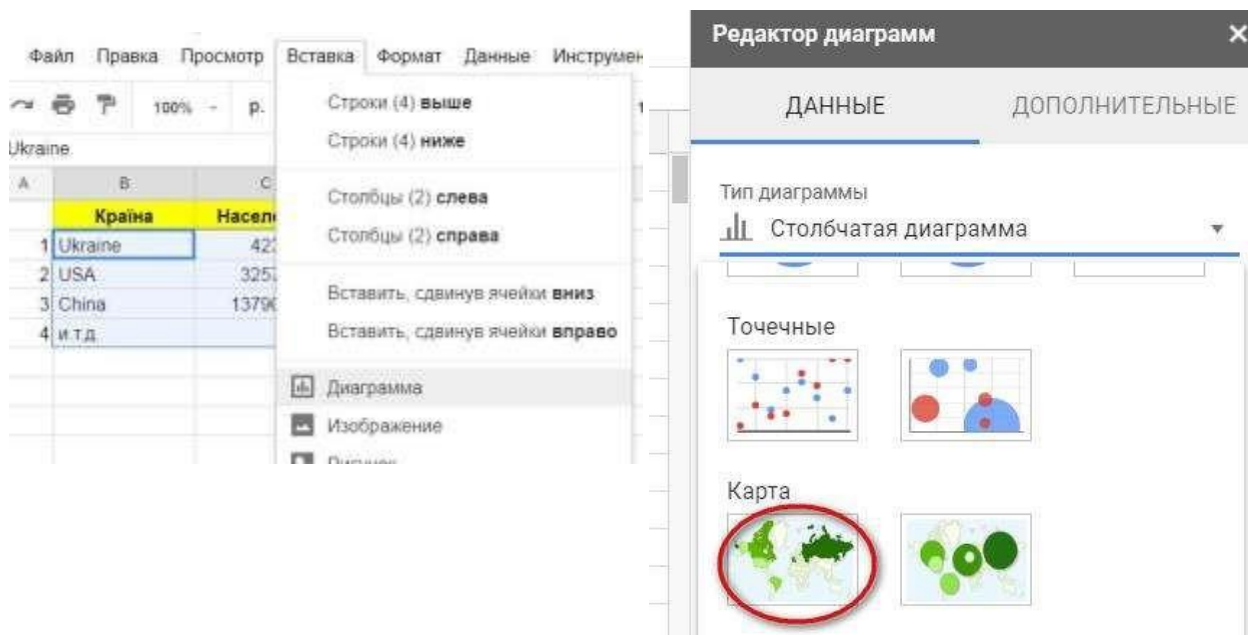 Файл Правка Просмотр Вставка Формат Данные
100% - р.
Ukraine
A B C
Країна
1 Ukraine
2 USA
3 China
4 и.т.д.
Строки (4) выше
Строки (4) ниже
Столбцы (2) слева
Столбцы (2) справа
Вставить, сдвинув ячейки вниз
Вставить, сдвинув ячейки вправо
Диаграмма
Изображение
Редактор диаграмм ×
ДАННЫЕ ДОПОЛНИТЕЛЬНЫЕ
Тип диаграммы
Столбчатая диаграмма
Точечные
Карта